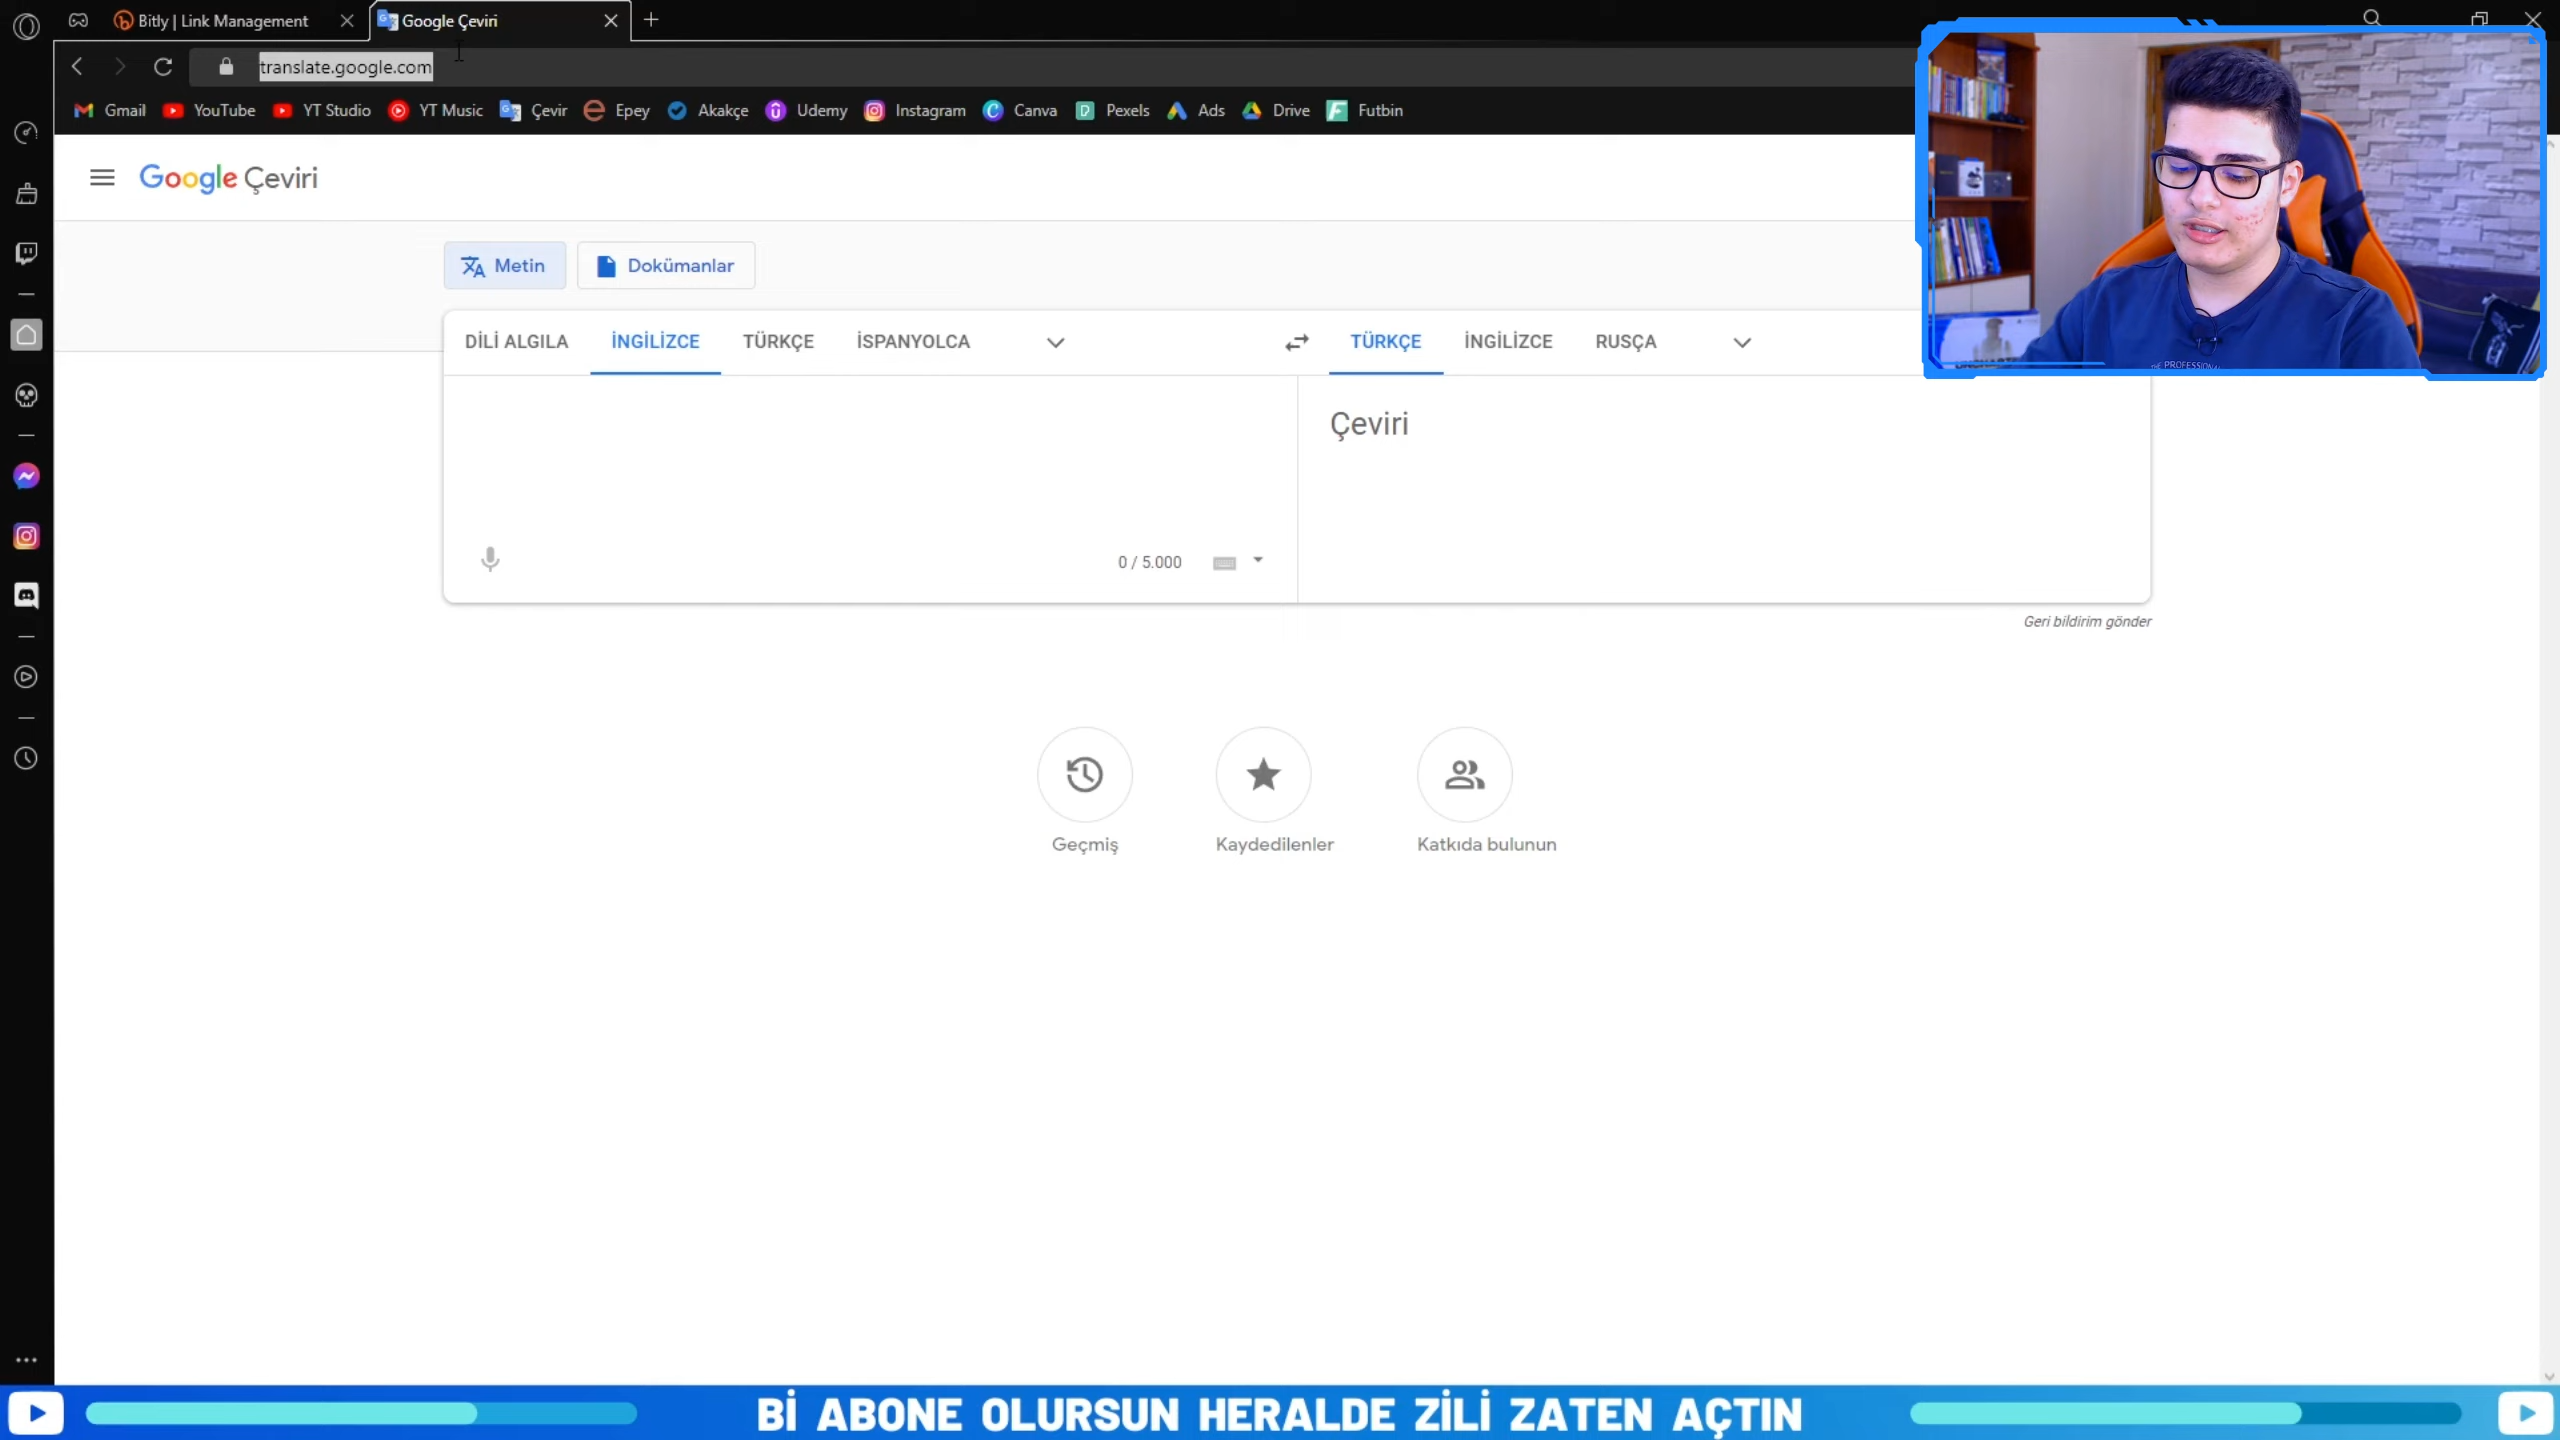 Bitly | Link Management
Google Çeviri
translate.google.com
Gmail YouTube YT Studio YT Music Çevir Epey Akakçe Udemy Instagram Canva Pexels Ads Drive Futbin
Google Çeviri
Metin Dokümanlar
DİLİ ALGILA İNGİLİZCE TÜRKÇE İSPANYOLCA TÜRKÇE İNGİLİZCE RUSÇA
Çeviri
0 / 5.000
Geri bildirim gönder
Geçmiş Kaydedilenler Katkıda bulunun
THE PROFESSIONAL
Bİ ABONE OLURSUN HERALDE ZİLİ ZATEN AÇTIN